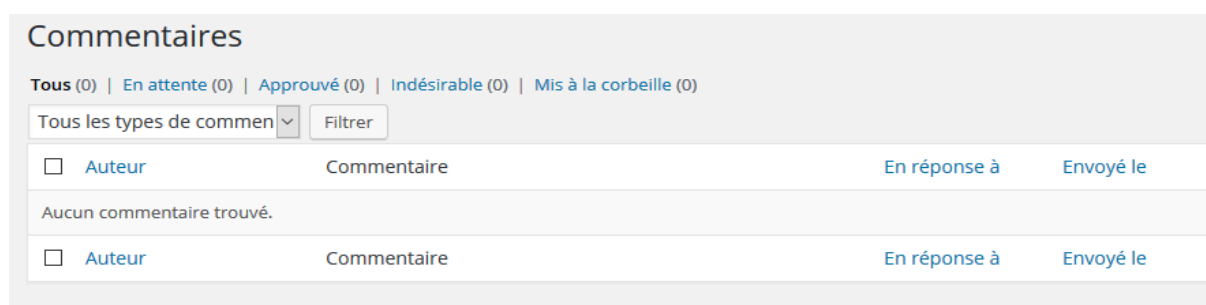 Commentaires
Tous (0) | En attente (0) | Approuvé (0) | Indésirable (0) | Mis à la corbeille (0)
Tous les types de commen Filtrer
Auteur Commentaire En réponse à Envoyé le
Aucun commentaire trouvé.
Auteur Commentaire En réponse à Envoyé le